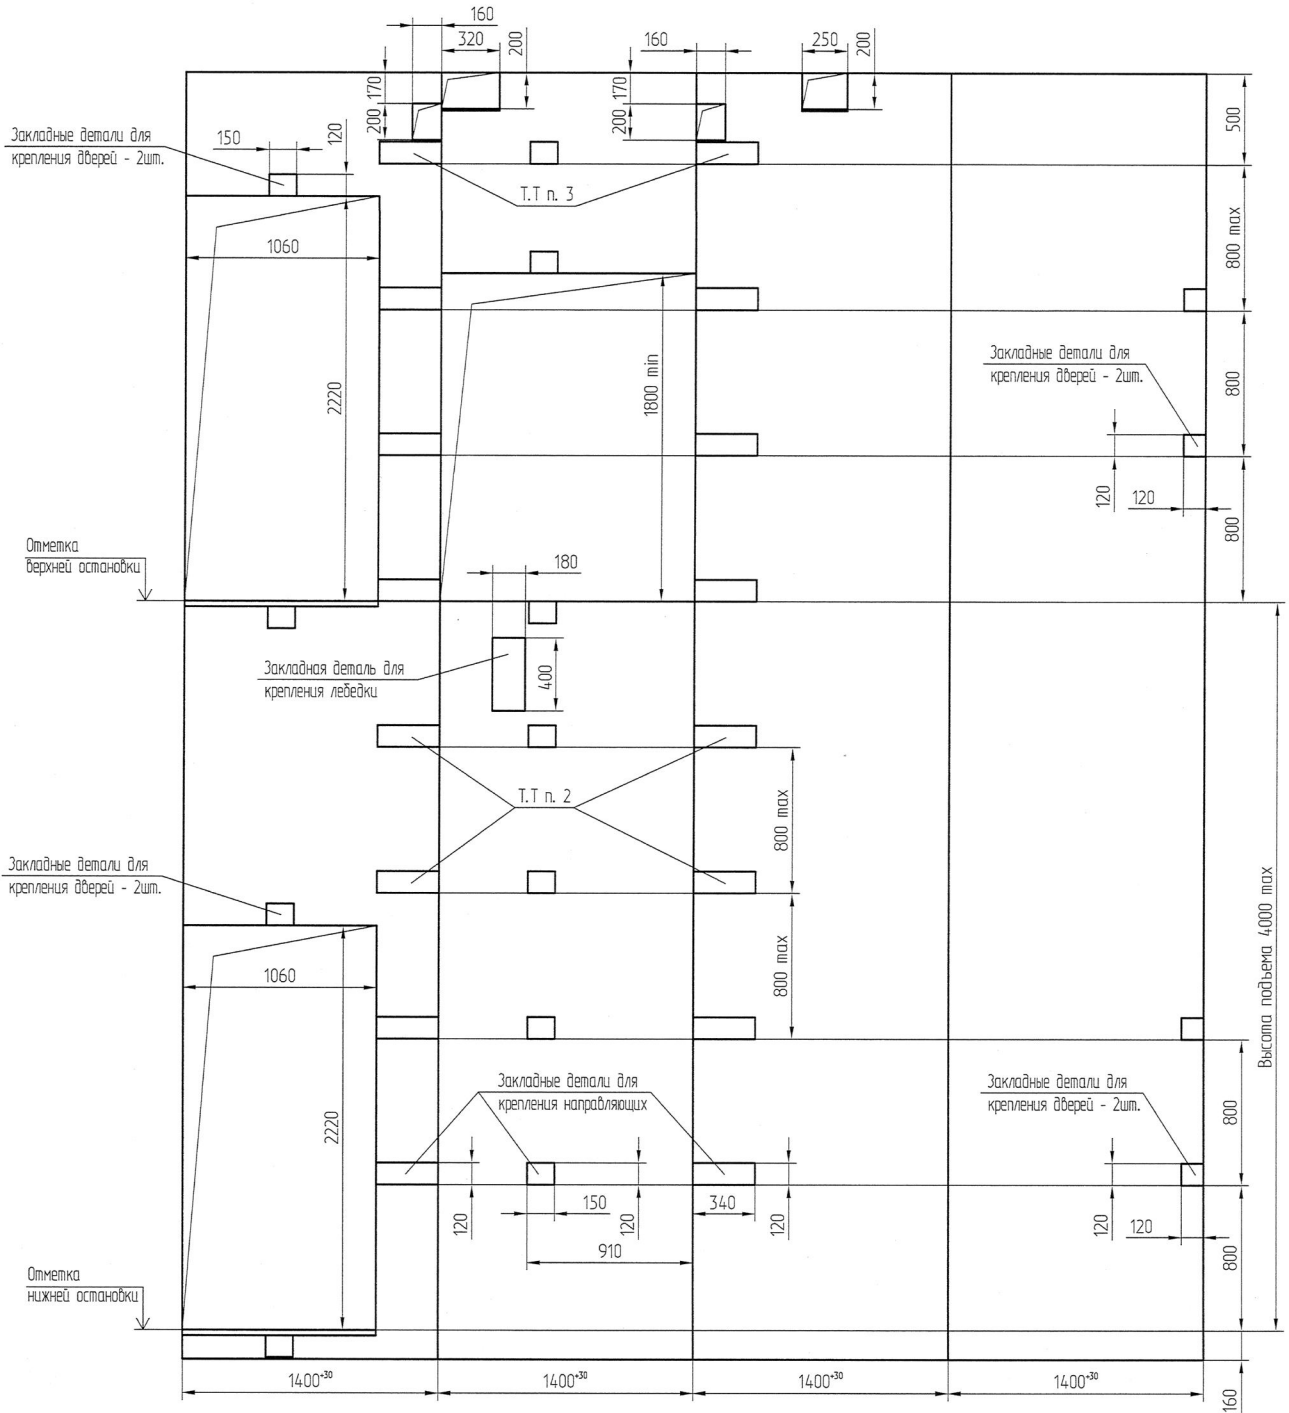 160
320
200
160
250
200
170
200
170
200
500
Закладные детали для
крепления дверей - 2шт.
150
120
Т.Т п. 3
800 max
1060
2220
1800 min
Закладные детали для
крепления дверей - 2шт.
800
120
120
800
Отметка
верхней остановки
180
Закладная деталь для
крепления лебедки
400
Т.Т п. 2
800 max
Закладные детали для
крепления дверей - 2шт.
800 max
Высота подъема 4000 max
1060
2220
Закладные детали для
крепления направляющих
Закладные детали для
крепления дверей - 2шт.
800
120
150
120
340
120
120
120
910
800
Отметка
нижней остановки
1400⁺³⁰
1400⁺³⁰
1400⁺³⁰
1400⁺³⁰
160